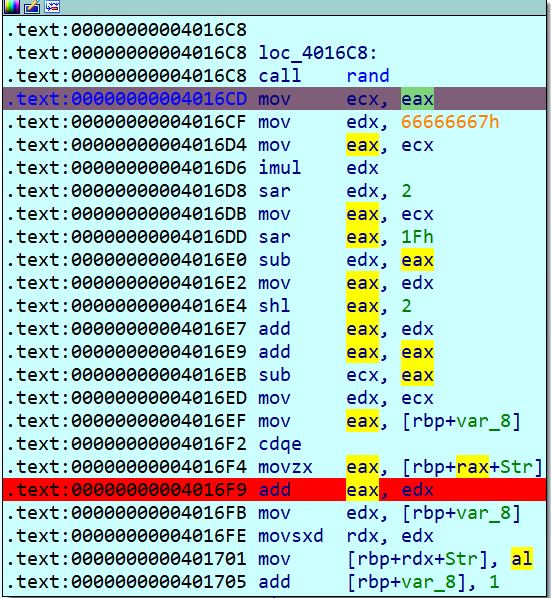 .text:00000000004016C8
.text:00000000004016C8 loc_4016C8:
.text:00000000004016C8 call rand
.text:00000000004016CD mov ecx, eax
.text:00000000004016CF mov edx, 66666667h
.text:00000000004016D4 mov eax, ecx
.text:00000000004016D6 imul edx
.text:00000000004016D8 sar edx, 2
.text:00000000004016DB mov eax, ecx
.text:00000000004016DD sar eax, 1Fh
.text:00000000004016E0 sub edx, eax
.text:00000000004016E2 mov eax, edx
.text:00000000004016E4 shl eax, 2
.text:00000000004016E7 add eax, edx
.text:00000000004016E9 add eax, eax
.text:00000000004016EB sub ecx, eax
.text:00000000004016ED mov edx, ecx
.text:00000000004016EF mov eax, [rbp+var_8]
.text:00000000004016F2 cdqe
.text:00000000004016F4 movzx eax, [rbp+rax+Str]
.text:00000000004016F9 add eax, edx
.text:00000000004016FB mov edx, [rbp+var_8]
.text:00000000004016FE movsxd rdx, edx
.text:0000000000401701 mov [rbp+rdx+Str], al
.text:0000000000401705 add [rbp+var_8], 1